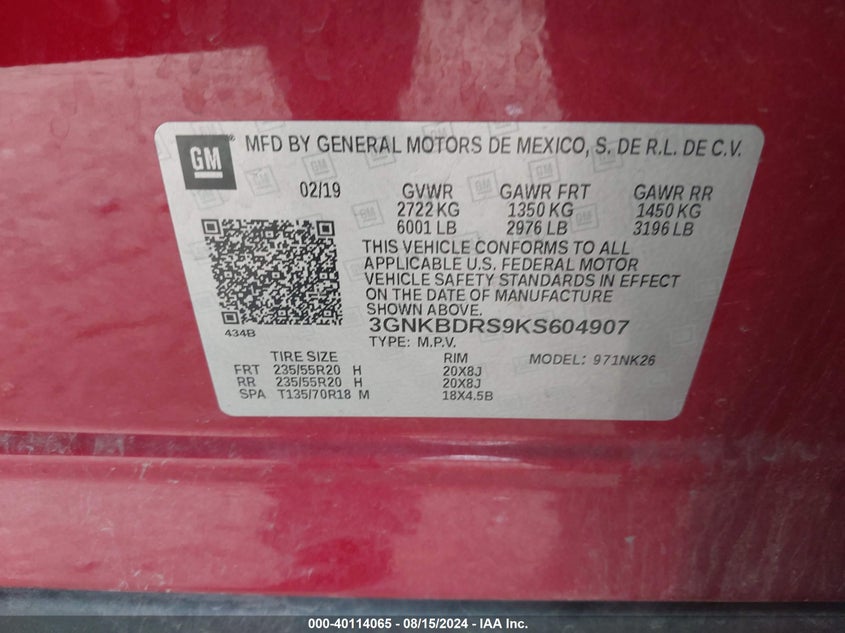 GM
MFD BY GENERAL MOTORS DE MEXICO, S. DE R.L. DE C.V.
02/19 GVWR GAWR FRT GAWR RR
2722 KG 1350 KG 1450 KG
6001 LB 2976 LB 3196 LB
THIS VEHICLE CONFORMS TO ALL
APPLICABLE U.S. FEDERAL MOTOR
VEHICLE SAFETY STANDARDS IN EFFECT
ON THE DATE OF MANUFACTURE
SHOWN ABOVE.
434B
3GNKBDRS9KS604907
TYPE: M.P.V.
TIRE SIZE RIM MODEL: 971NK26
FRT 235/55R20 H 20X8J
RR 235/55R20 H 20X8J
SPA T135/70R18 M 18X4.5B
000-40114065 - 08/15/2024 - IAA Inc.